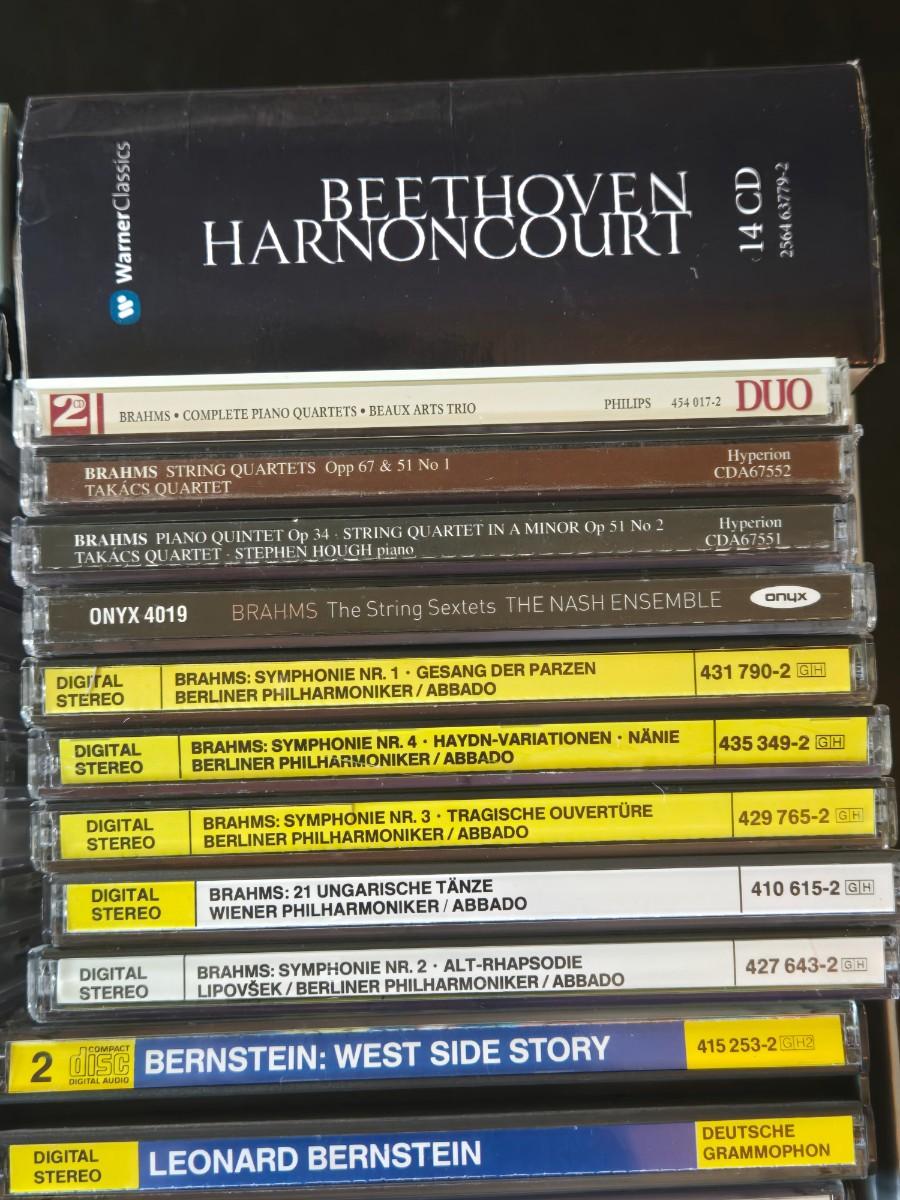 WarnerClassics
BEETHOVEN
HARNONCOURT
14 CD
2564 63779-2
2 CD
BRAHMS • COMPLETE PIANO QUARTETS • BEAUX ARTS TRIO
PHILIPS 454 017-2 DUO
BRAHMS STRING QUARTETS Opp 67 & 51 No 1
TAKÁCS QUARTET
Hyperion
CDA67552
BRAHMS PIANO QUINTET Op 34 · STRING QUARTET IN A MINOR Op 51 No 2
TAKÁCS QUARTET · STEPHEN HOUGH piano
Hyperion
CDA67551
ONYX 4019 BRAHMS The String Sextets THE NASH ENSEMBLE onyx
DIGITAL
STEREO
BRAHMS: SYMPHONIE NR. 1 · GESANG DER PARZEN
BERLINER PHILHARMONIKER / ABBADO
431 790-2 GH
DIGITAL
STEREO
BRAHMS: SYMPHONIE NR. 4 · HAYDN-VARIATIONEN · NÄNIE
BERLINER PHILHARMONIKER / ABBADO
435 349-2 GH
DIGITAL
STEREO
BRAHMS: SYMPHONIE NR. 3 · TRAGISCHE OUVERTÜRE
BERLINER PHILHARMONIKER / ABBADO
429 765-2 GH
DIGITAL
STEREO
BRAHMS: 21 UNGARISCHE TÄNZE
WIENER PHILHARMONIKER / ABBADO
410 615-2 GH
DIGITAL
STEREO
BRAHMS: SYMPHONIE NR. 2 · ALT-RHAPSODIE
LIPOVŠEK / BERLINER PHILHARMONIKER / ABBADO
427 643-2 GH
2
COMPACT
disc
DIGITAL AUDIO
BERNSTEIN: WEST SIDE STORY
415 253-2 GH2
DIGITAL
STEREO
LEONARD BERNSTEIN
DEUTSCHE
GRAMMOPHON